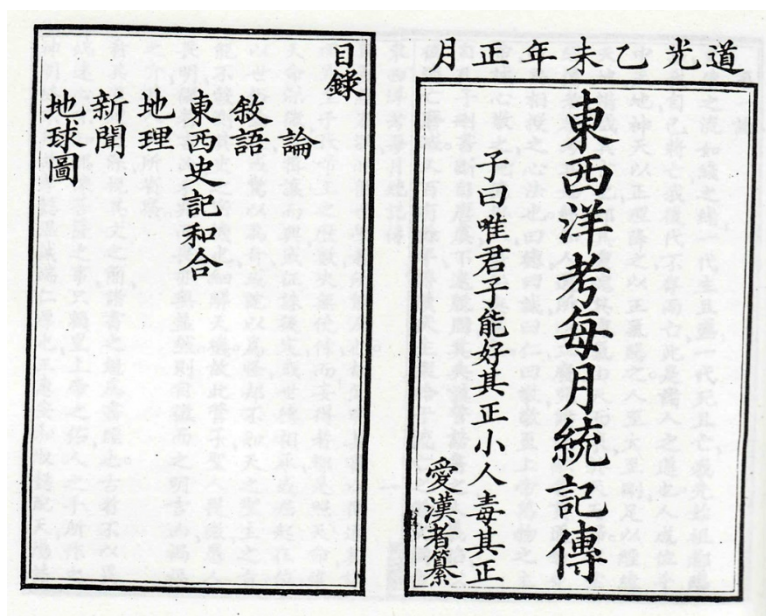 道光乙未年正月
東西洋考每月統記傳
子曰唯君子能好其正小人毒其正
愛漢者纂
目錄
論
敘語
東西史記和合
地理
新聞
地球圖